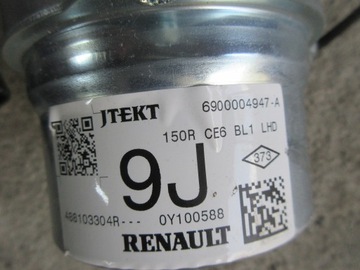 JTEKT 6900004947-A
150R CE6 BL1 LHD
9J 373
488103304R--- 0Y100588
RENAULT